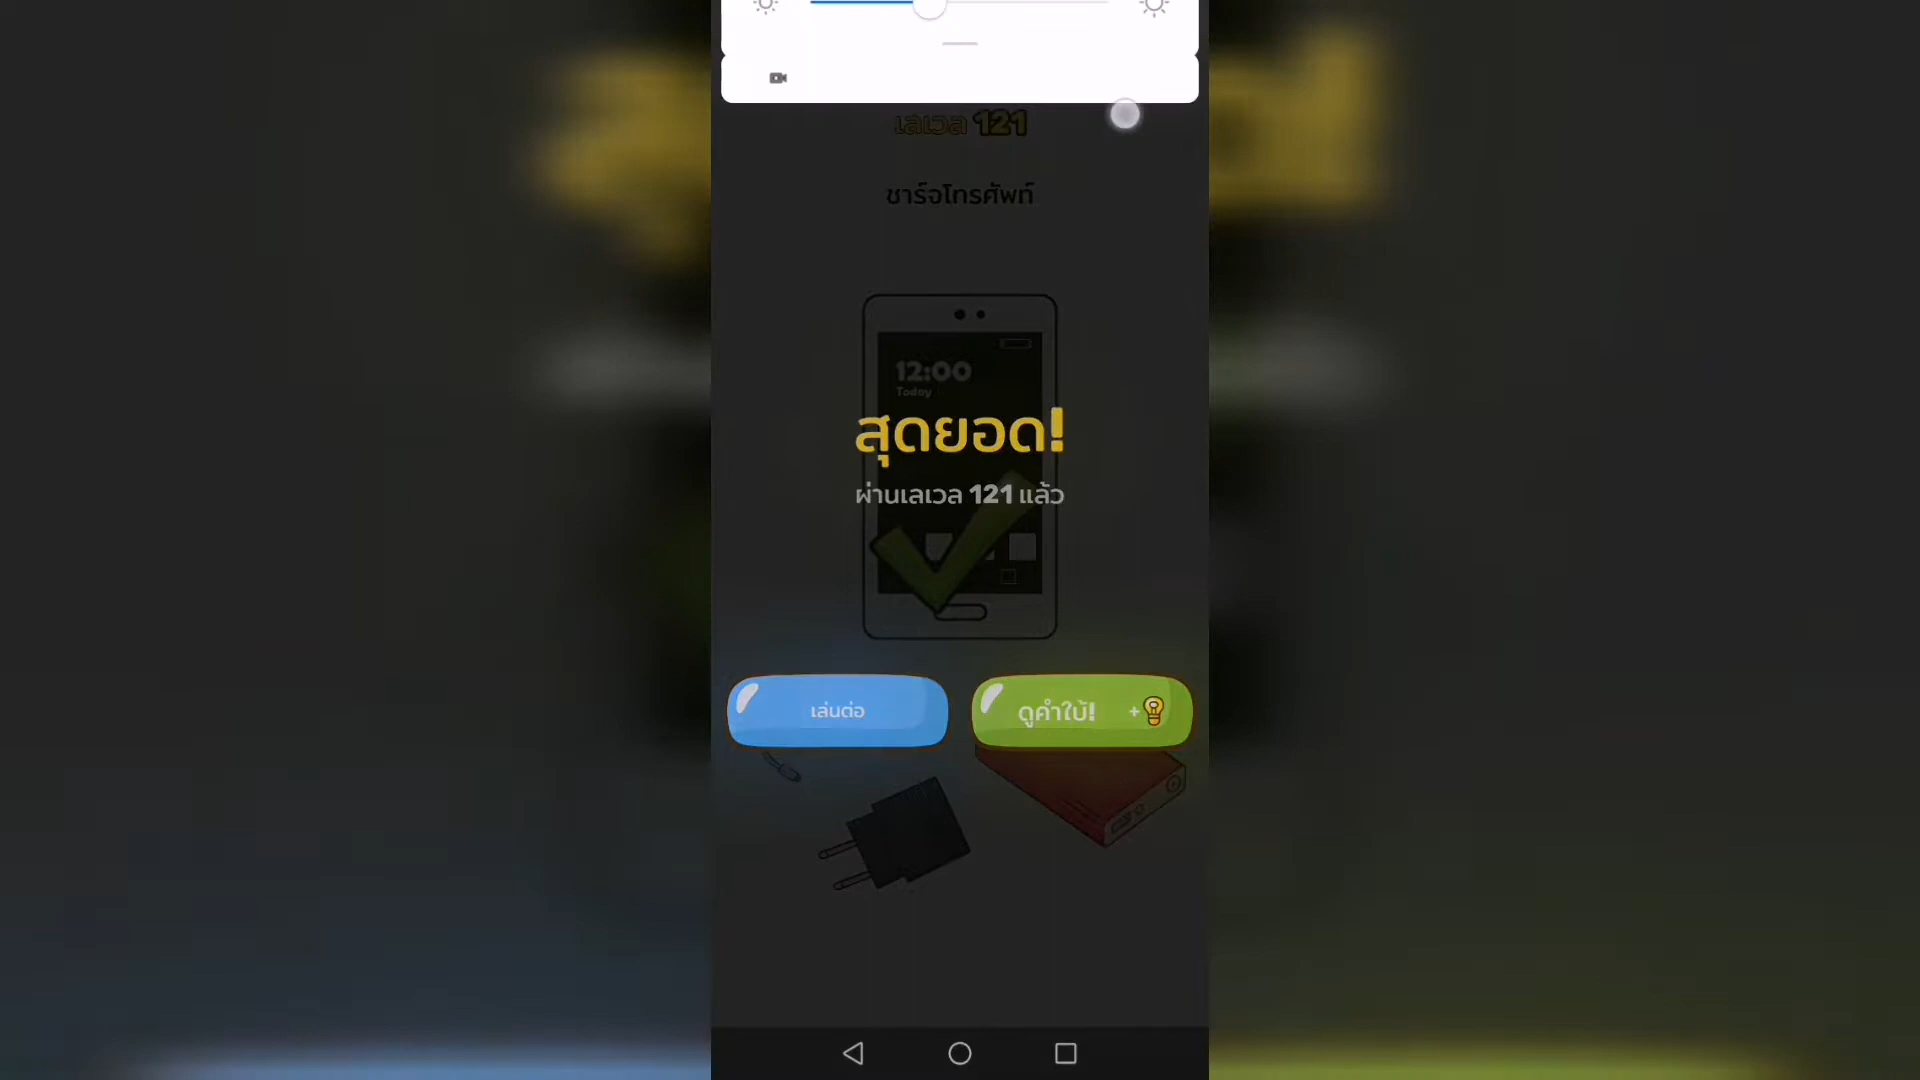 เลเวล 121
ชาร์จโทรศัพท์
12:00
Today
สุดยอด!
ผ่านเลเวล 121 แล้ว
เล่นต่อ
ดูคำใบ้! +